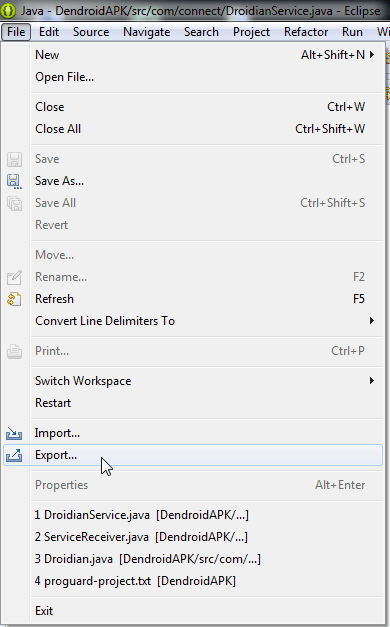 Java - DendroidAPK/src/com/connect/DroidianService.java - Eclipse
File Edit Source Navigate Search Project Refactor Run
New Alt+Shift+N
Open File...
Close Ctrl+W
Close All Ctrl+Shift+W
Save Ctrl+S
Save As...
Save All Ctrl+Shift+S
Revert
Move...
Rename... F2
Refresh F5
Convert Line Delimiters To
Print... Ctrl+P
Switch Workspace
Restart
Import...
Export...
Properties Alt+Enter
1 DroidianService.java [DendroidAPK/...]
2 ServiceReceiver.java [DendroidAPK/...]
3 Droidian.java [DendroidAPK/src/com/...]
4 proguard-project.txt [DendroidAPK]
Exit